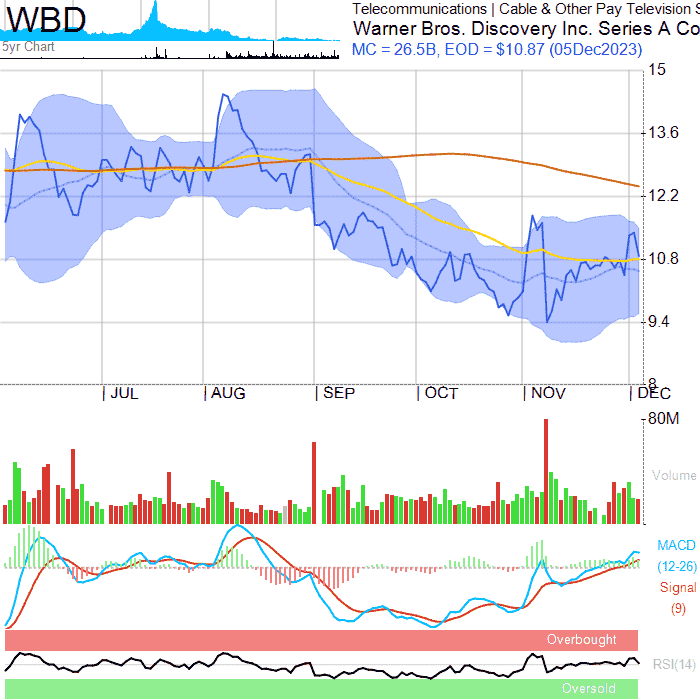 WBD
5yr Chart
Telecommunications | Cable & Other Pay Television S
Warner Bros. Discovery Inc. Series A Co
MC = 26.5B, EOD = $10.87 (05Dec2023)
15
13.6
12.2
10.8
9.4
8
JUL AUG SEP OCT NOV DEC
80M
Volume
MACD
(12-26)
Signal
(9)
Overbought
RSI(14)
Oversold